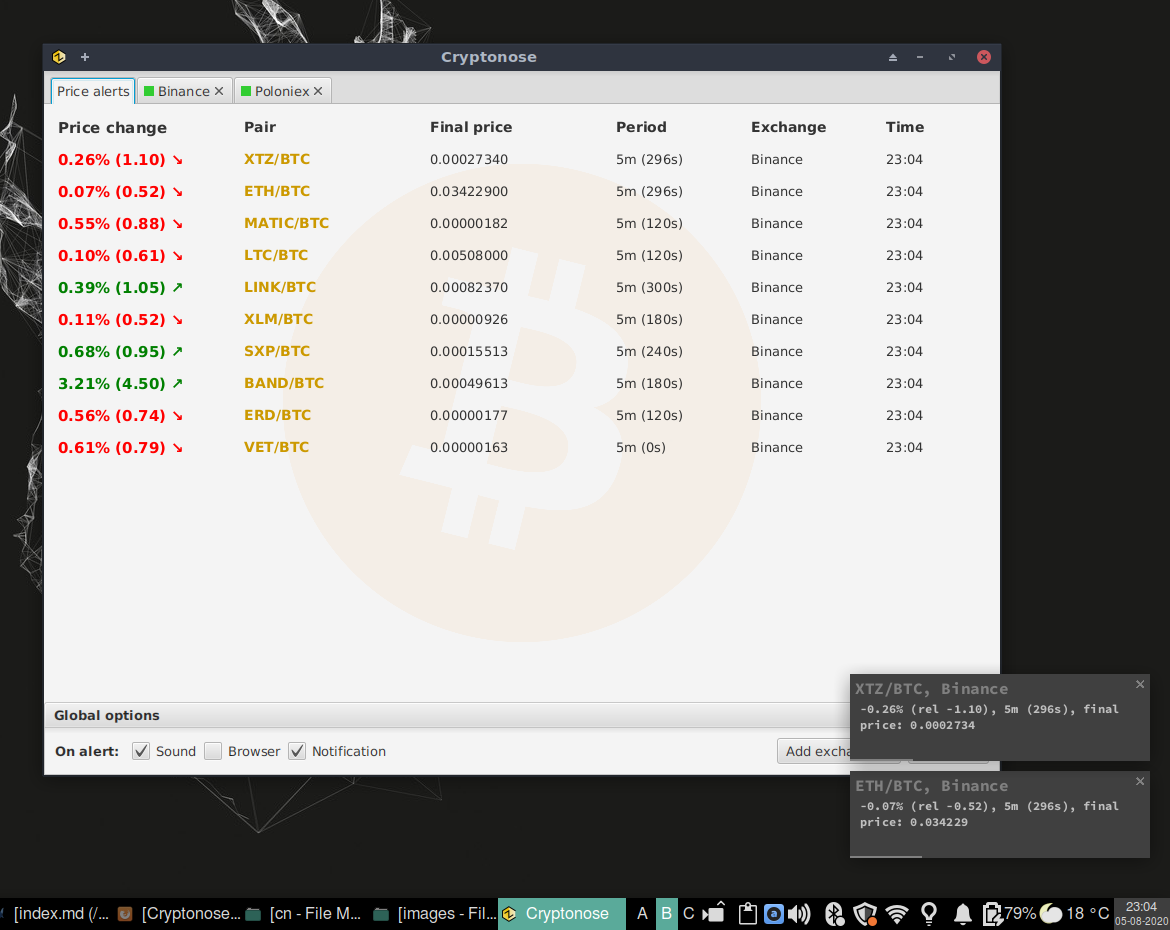 Cryptonose
Price alerts Binance Poloniex
Price change Pair Final price Period Exchange Time
0.26% (1.10) ↘ XTZ/BTC 0.00027340 5m (296s) Binance 23:04
0.07% (0.52) ↘ ETH/BTC 0.03422900 5m (296s) Binance 23:04
0.55% (0.88) ↘ MATIC/BTC 0.00000182 5m (120s) Binance 23:04
0.10% (0.61) ↘ LTC/BTC 0.00508000 5m (120s) Binance 23:04
0.39% (1.05) ↗ LINK/BTC 0.00082370 5m (300s) Binance 23:04
0.11% (0.52) ↘ XLM/BTC 0.00000926 5m (180s) Binance 23:04
0.68% (0.95) ↗ SXP/BTC 0.00015513 5m (240s) Binance 23:04
3.21% (4.50) ↗ BAND/BTC 0.00049613 5m (180s) Binance 23:04
0.56% (0.74) ↘ ERD/BTC 0.00000177 5m (120s) Binance 23:04
0.61% (0.79) ↘ VET/BTC 0.00000163 5m (0s) Binance 23:04
XTZ/BTC, Binance
-0.26% (rel -1.10), 5m (296s), final
price: 0.0002734
Global options
On alert: Sound Browser Notification Add excha
ETH/BTC, Binance
-0.07% (rel -0.52), 5m (296s), final
price: 0.034229
[index.md (/... [Cryptonose... [cn - File M... [images - Fil... Cryptonose A B C 79% 18 °C 23:04
05-08-2020